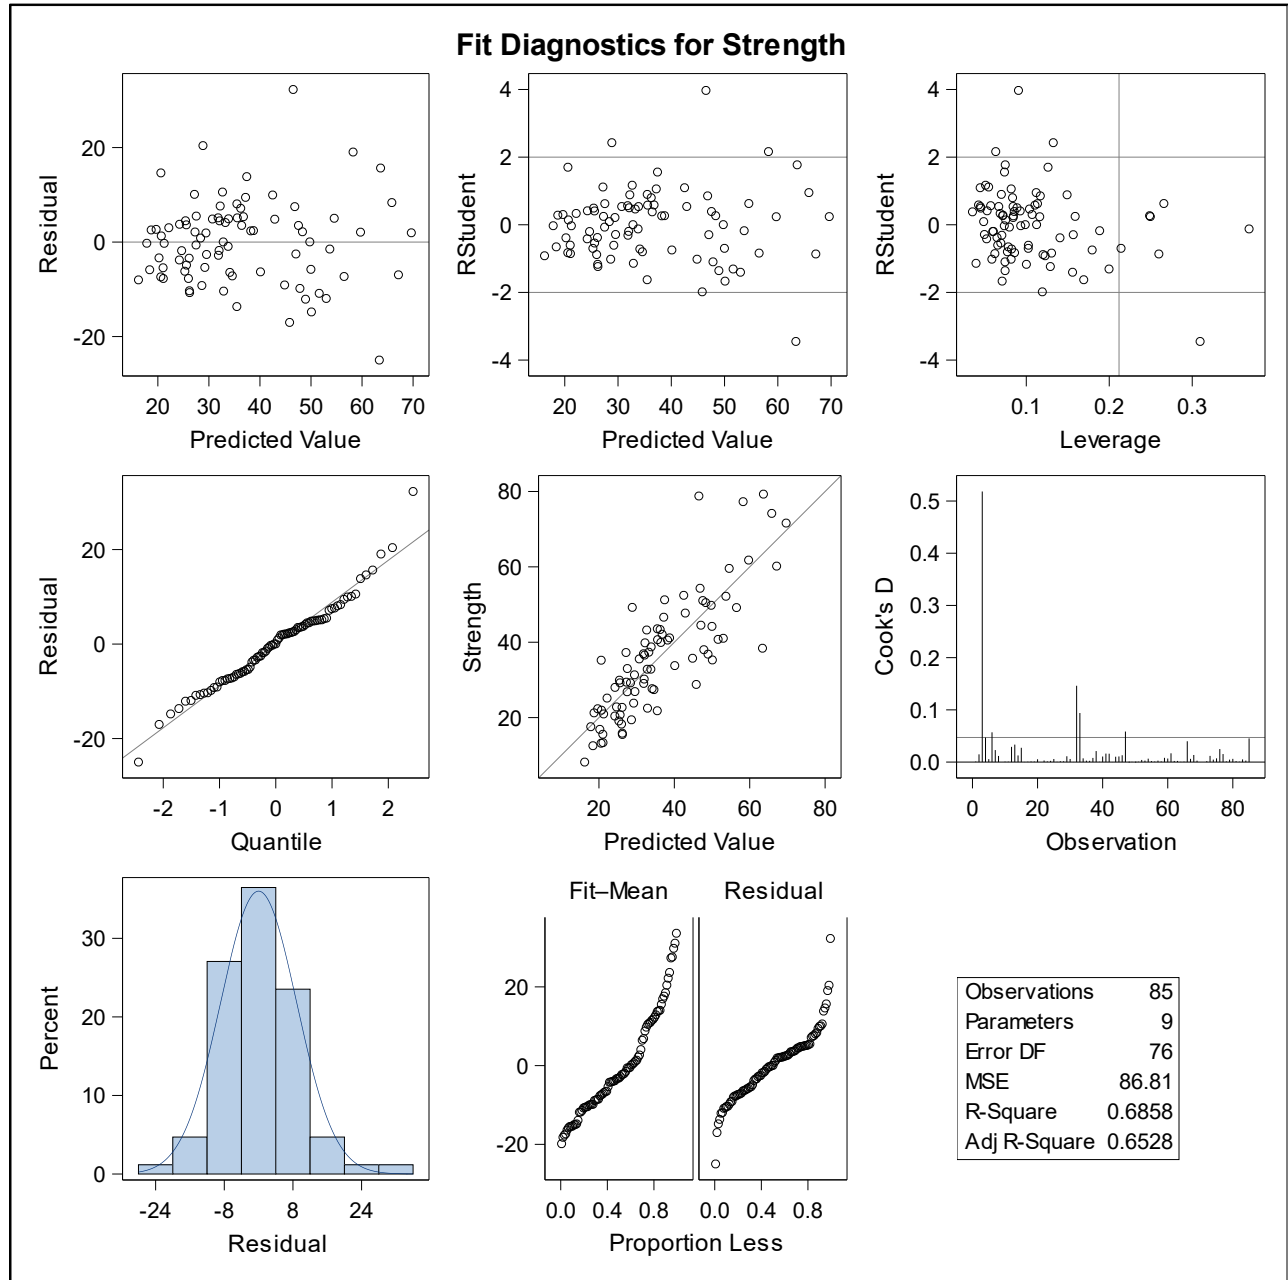 Fit Diagnostics for Strength
Residual
20
0
-20
20 30 40 50 60 70
Predicted Value
RStudent
4
2
0
-2
-4
20 30 40 50 60 70
Predicted Value
RStudent
4
2
0
-2
-4
0.1 0.2 0.3
Leverage
Residual
20
0
-20
-2 -1 0 1 2
Quantile
Strength
80
60
40
20
20 40 60 80
Predicted Value
Cook's D
0.5
0.4
0.3
0.2
0.1
0.0
0 20 40 60 80
Observation
Percent
30
20
10
0
-24 -8 8 24
Residual
Fit–Mean Residual
20
0
-20
0.0 0.4 0.8 0.0 0.4 0.8
Proportion Less
Observations 85
Parameters 9
Error DF 76
MSE 86.81
R-Square 0.6858
Adj R-Square 0.6528